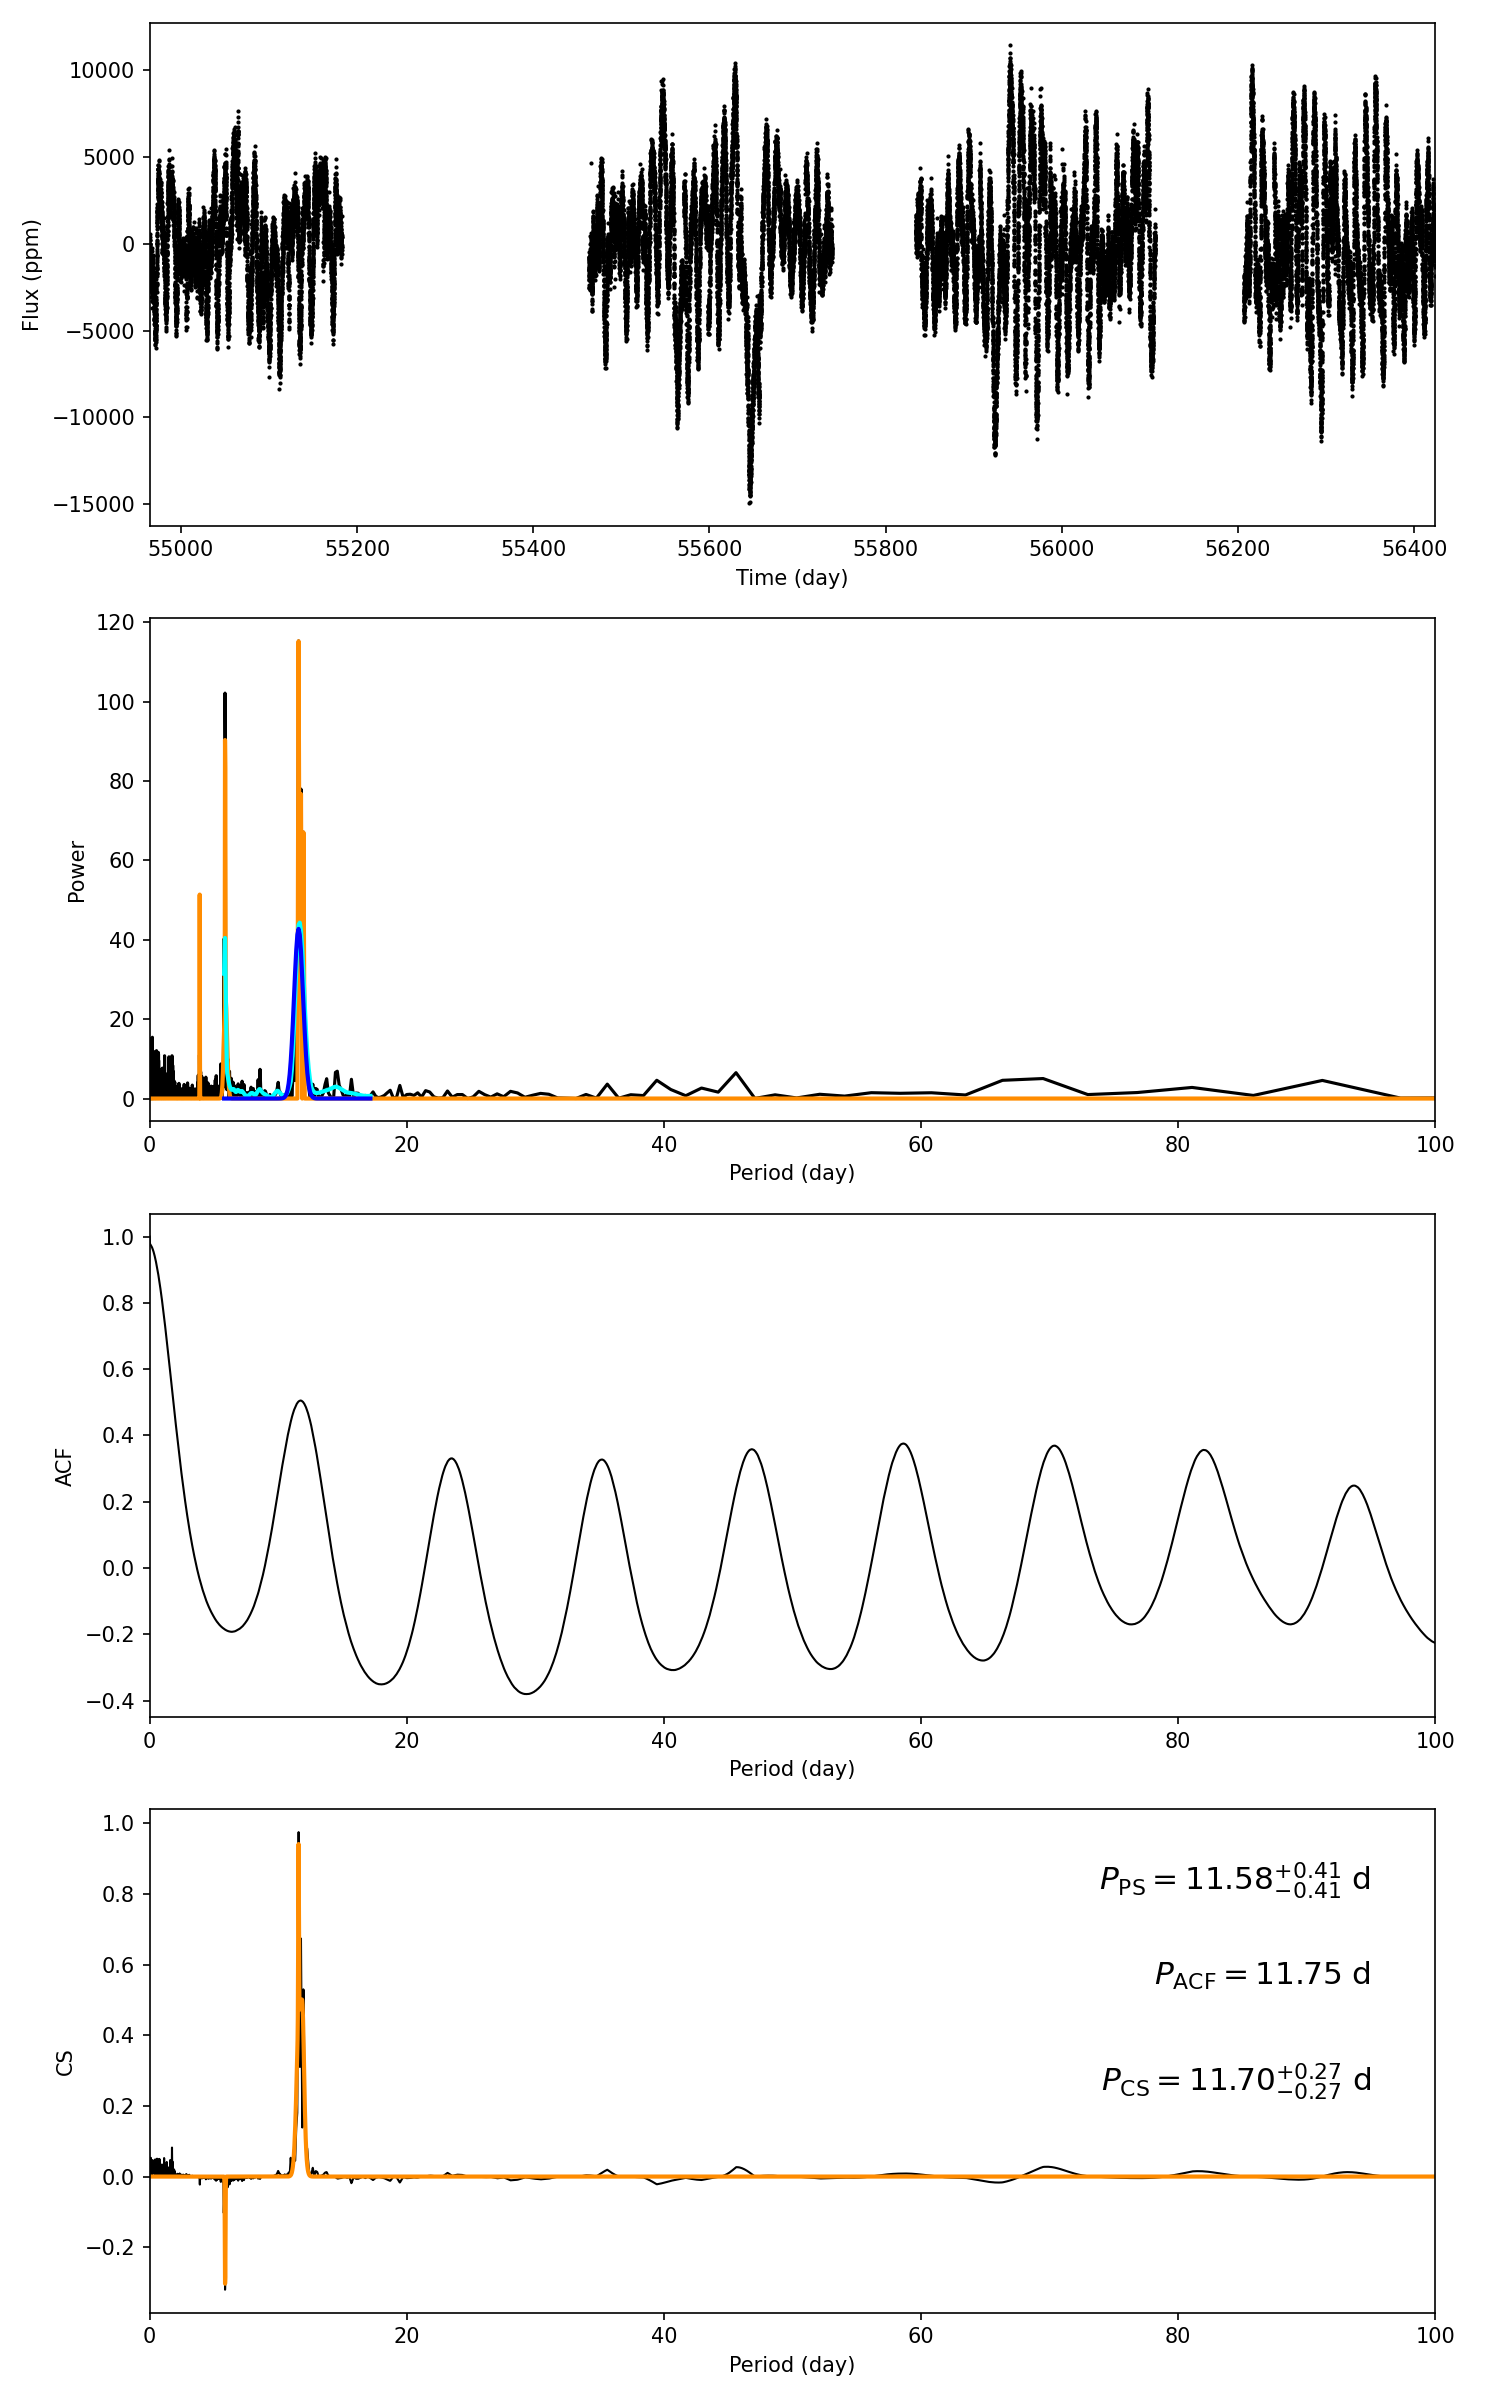 10000
5000
0
−5000
−10000
−15000
Flux (ppm)
55000 55200 55400 55600 55800 56000 56200 56400
Time (day)
120
100
80
60
40
20
0
Power
0 20 40 60 80 100
Period (day)
1.0
0.8
0.6
0.4
0.2
0.0
−0.2
−0.4
ACF
0 20 40 60 80 100
Period (day)
1.0
0.8
0.6
0.4
0.2
0.0
−0.2
CS
P_PS = 11.58^{+0.41}_{−0.41} d
P_ACF = 11.75 d
P_CS = 11.70^{+0.27}_{−0.27} d
0 20 40 60 80 100
Period (day)